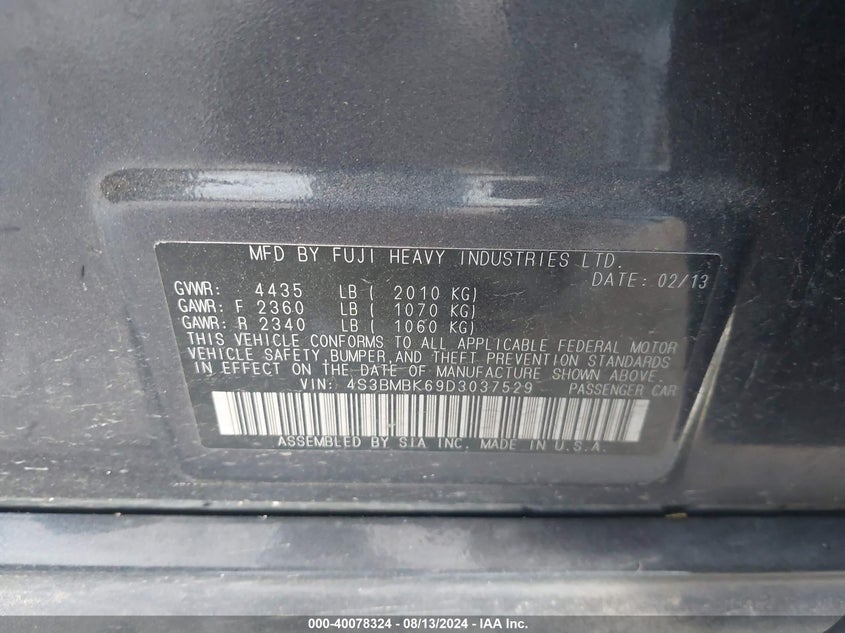 MFD BY FUJI HEAVY INDUSTRIES LTD.
DATE: 02/13
GVWR: 4435 LB ( 2010 KG)
GAWR: F 2360 LB ( 1070 KG)
GAWR: R 2340 LB ( 1060 KG)
THIS VEHICLE CONFORMS TO ALL APPLICABLE FEDERAL MOTOR
VEHICLE SAFETY, BUMPER, AND THEFT PREVENTION STANDARDS
IN EFFECT ON THE DATE OF MANUFACTURE SHOWN ABOVE.
VIN: 4S3BMBK69D3037529 PASSENGER CAR
ASSEMBLED BY SIA INC. MADE IN U.S.A.
000-40078324 - 08/13/2024 - IAA Inc.